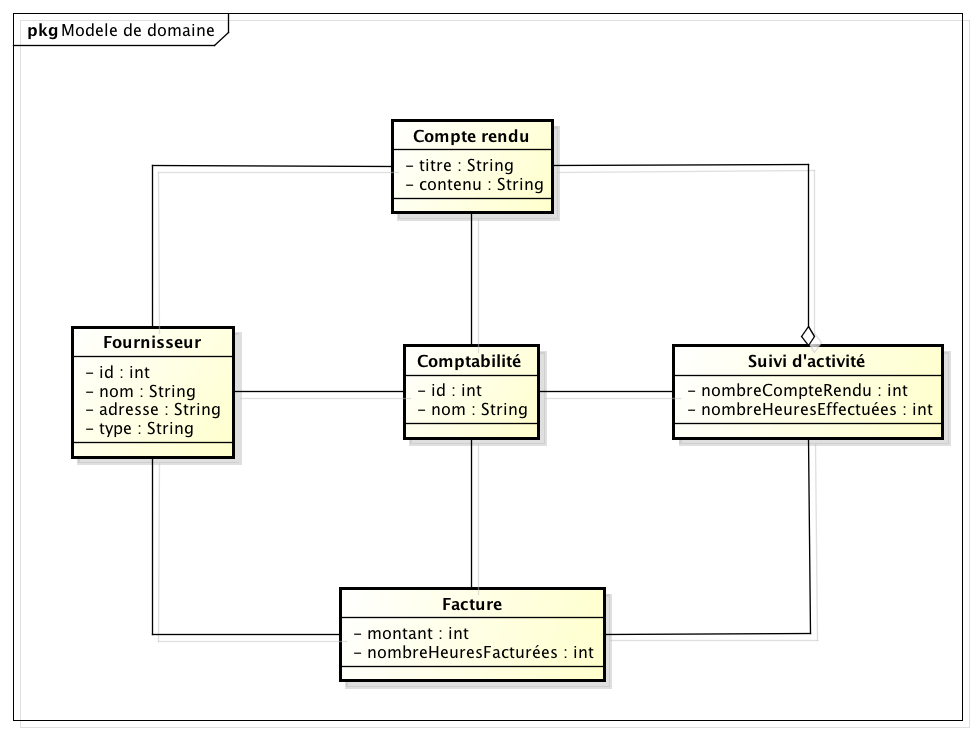 pkg Modele de domaine
Compte rendu
– titre : String
– contenu : String
Fournisseur
– id : int
– nom : String
– adresse : String
– type : String
Comptabilité
– id : int
– nom : String
Suivi d'activité
– nombreCompteRendu : int
– nombreHeuresEffectuées : int
Facture
– montant : int
– nombreHeuresFacturées : int